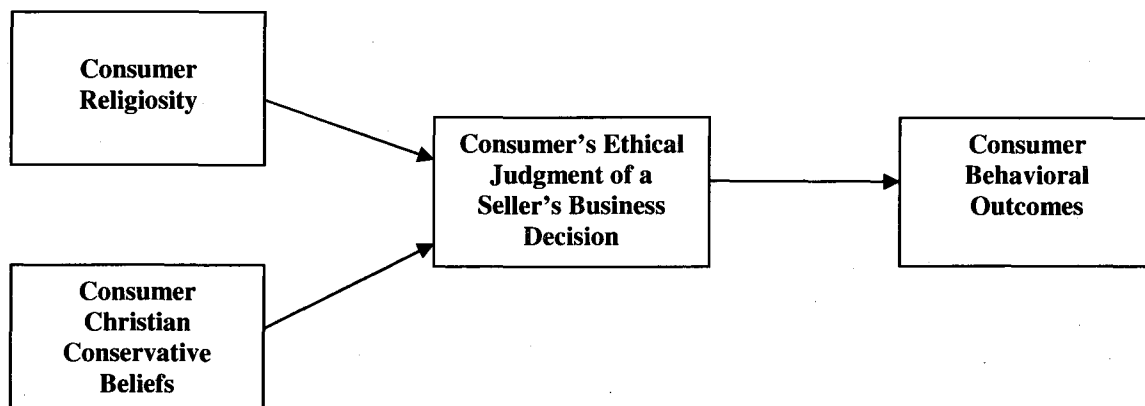 Consumer
Religiosity
Consumer's Ethical
Judgment of a
Seller's Business
Decision
Consumer
Behavioral
Outcomes
Consumer
Christian
Conservative
Beliefs